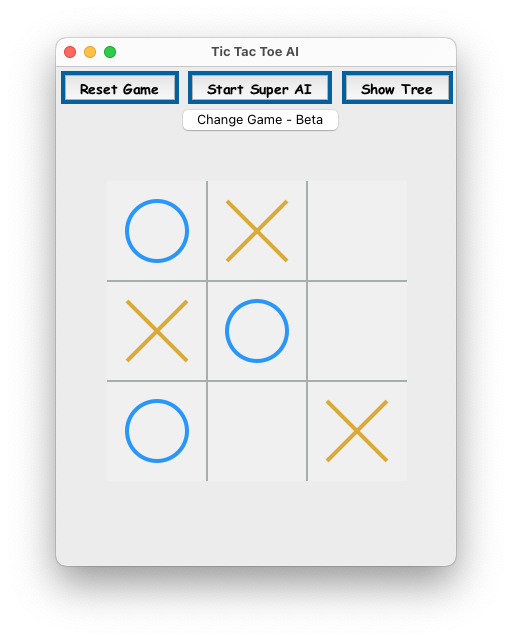 Tic Tac Toe AI
Reset Game Start Super AI Show Tree
Change Game - Beta